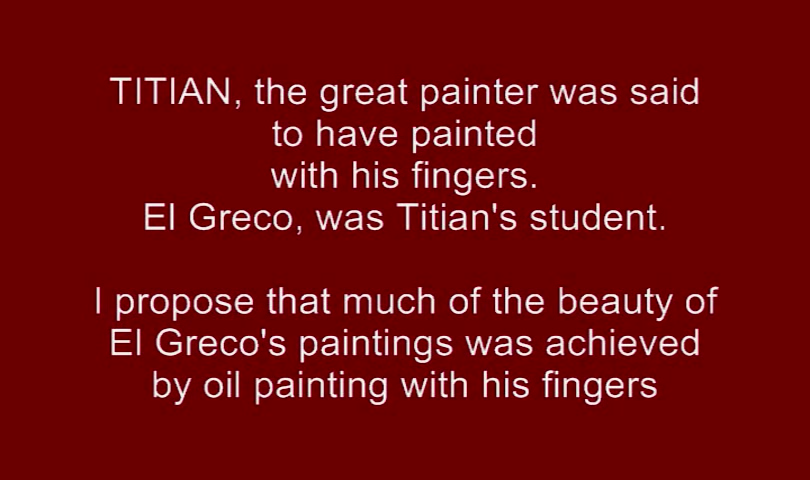 TITIAN, the great painter was said
to have painted
with his fingers.
El Greco, was Titian's student.
I propose that much of the beauty of
El Greco's paintings was achieved
by oil painting with his fingers